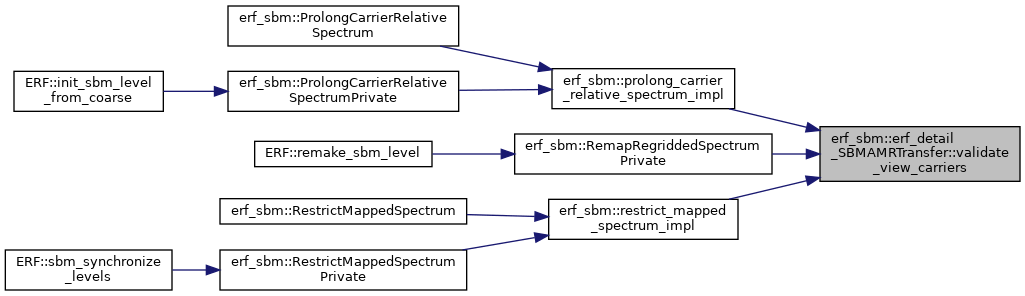 erf_sbm::ProlongCarrierRelative
Spectrum
ERF::init_sbm_level
_from_coarse
erf_sbm::ProlongCarrierRelative
SpectrumPrivate
erf_sbm::prolong_carrier
_relative_spectrum_impl
ERF::remake_sbm_level
erf_sbm::RemapRegriddedSpectrum
Private
erf_sbm::erf_detail
_SBMAMRTransfer::validate
_view_carriers
erf_sbm::RestrictMappedSpectrum
erf_sbm::restrict_mapped
_spectrum_impl
ERF::sbm_synchronize
_levels
erf_sbm::RestrictMappedSpectrum
Private